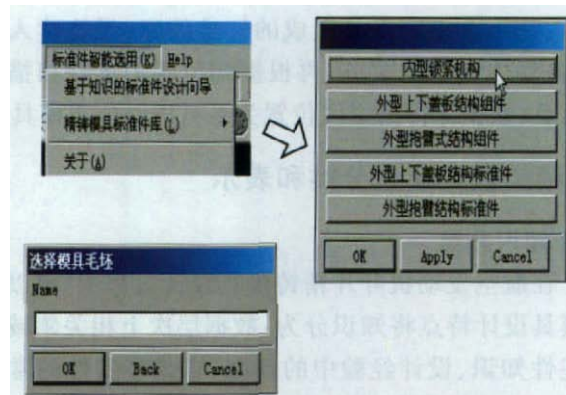 标准件智能选用(K) Help
基于知识的标准件设计向导
精铸模具标准件库(L)
关于(A)
内型锁紧机构
外型上下盖板结构组件
外型抱臂式结构组件
外型上下盖板结构标准件
外型抱臂结构标准件
OK Apply Cancel
选择模具毛坯
Name
OK Back Cancel